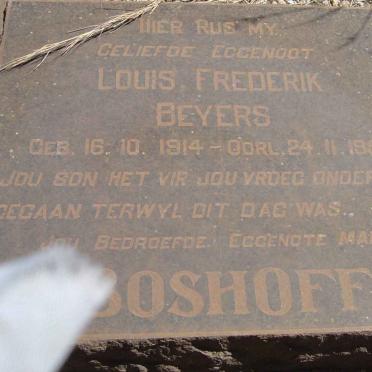 HIER RUS MY
GELIEFDE EGGENOOT
LOUIS FREDERIK
BEYERS
GEB. 16. 10. 1914 - OORL. 24. 11. 19
JOU SON HET VIR JOU VROEG ONDER
GEGAAN TERWYL DIT DAG WAS.
JOU BEDROEFDE EGGENOTE
BOSHOFF